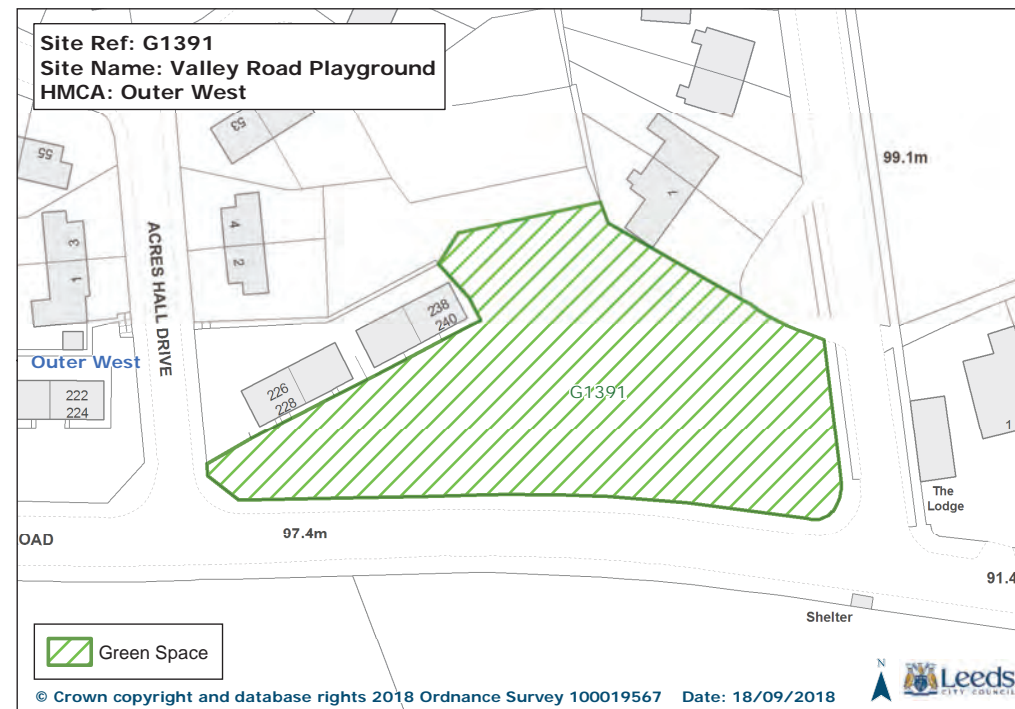 Site Ref: G1391
Site Name: Valley Road Playground
HMCA: Outer West
53
55
99.1m
7
4
2
3
1
ACRES HALL DRIVE
238
240
Outer West
222
224
226
228
G1391
1
The
Lodge
OAD
97.4m
91.4
Shelter
Green Space
N
Leeds
CITY COUNCIL
© Crown copyright and database rights 2018 Ordnance Survey 100019567 Date: 18/09/2018